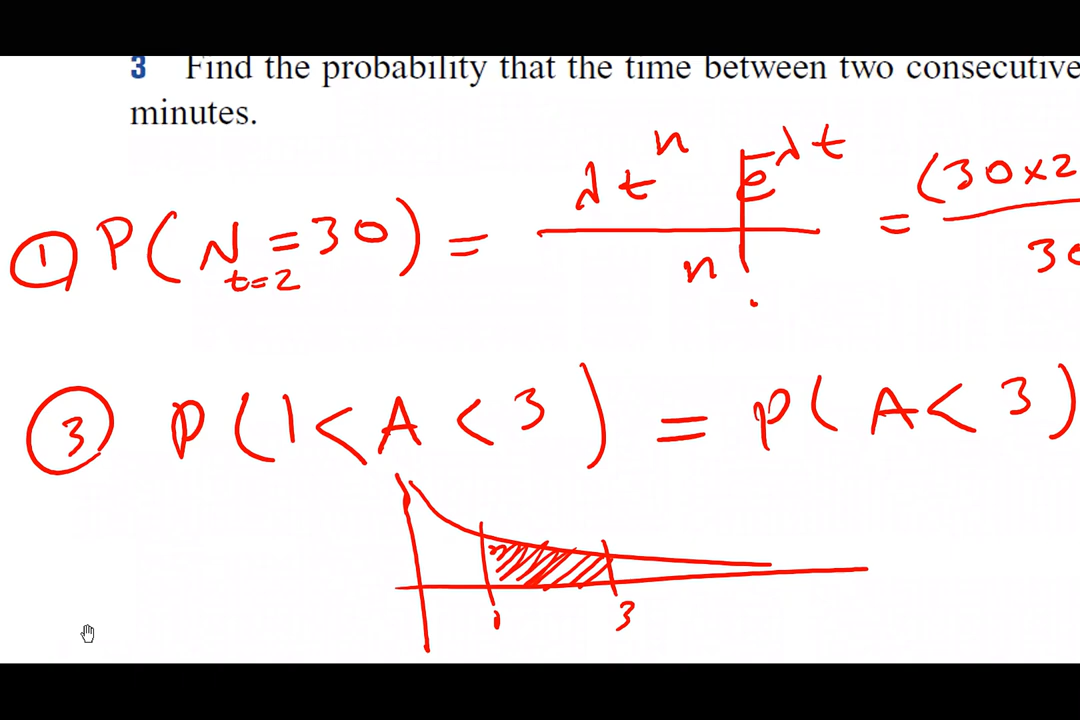 3 Find the probability that the time between two consecutive
minutes.
① P(N t=2 = 30) = λt^n e^-λt / n! = (30×2 / 30
③ P(1 < A < 3) = P(A < 3)
1 3